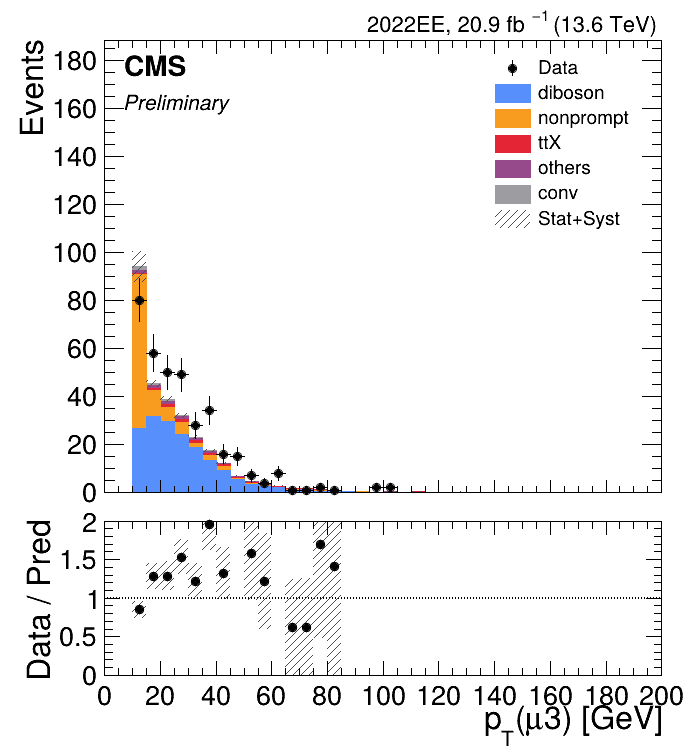 2022EE, 20.9 fb⁻¹ (13.6 TeV)
Events
CMS
Preliminary
Data
diboson
nonprompt
ttX
others
conv
Stat+Syst
180
160
140
120
100
80
60
40
20
0
Data / Pred
2
1.5
1
0.5
0
0 20 40 60 80 100 120 140 160 180 200
p_T(μ3) [GeV]